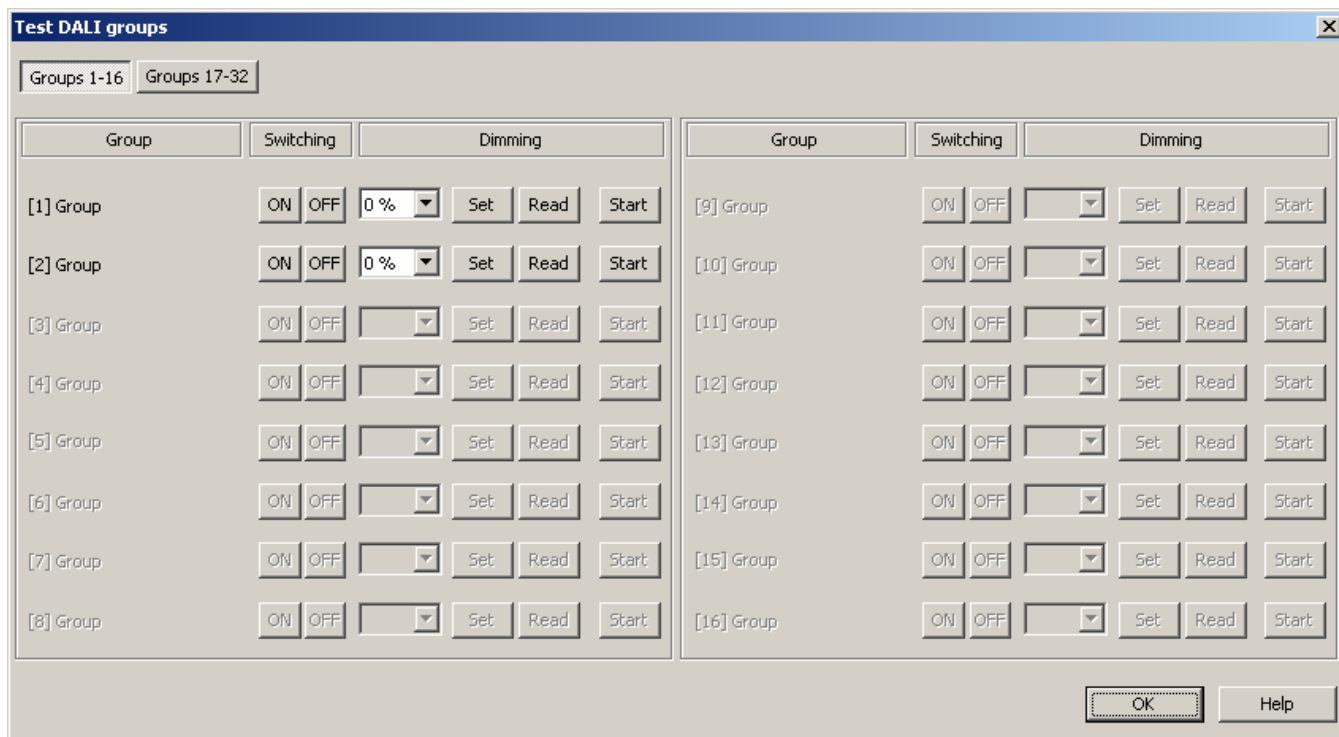 Test DALI groups
Groups 1-16 Groups 17-32
Group Switching Dimming Group Switching Dimming
[1] Group ON OFF 0 % Set Read Start [9] Group ON OFF Set Read Start
[2] Group ON OFF 0 % Set Read Start [10] Group ON OFF Set Read Start
[3] Group ON OFF Set Read Start [11] Group ON OFF Set Read Start
[4] Group ON OFF Set Read Start [12] Group ON OFF Set Read Start
[5] Group ON OFF Set Read Start [13] Group ON OFF Set Read Start
[6] Group ON OFF Set Read Start [14] Group ON OFF Set Read Start
[7] Group ON OFF Set Read Start [15] Group ON OFF Set Read Start
[8] Group ON OFF Set Read Start [16] Group ON OFF Set Read Start
OK Help